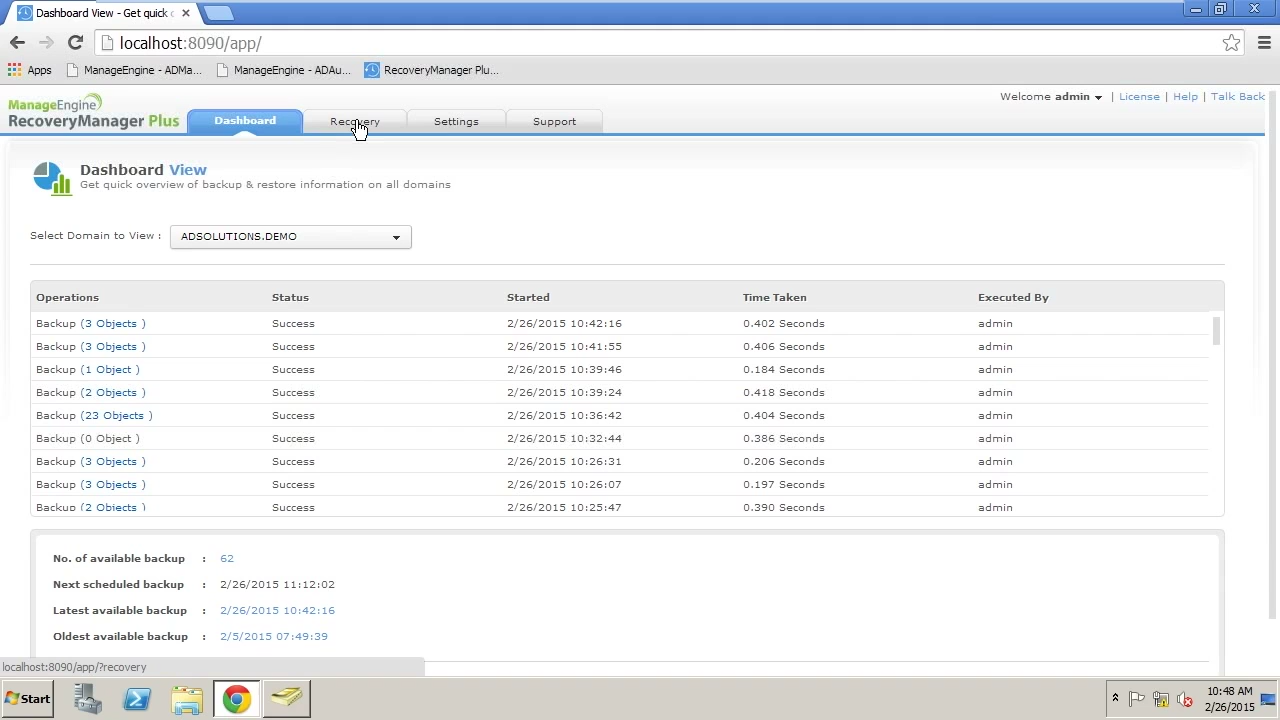 Dashboard View - Get quick c
localhost:8090/app/
Apps ManageEngine - ADMa... ManageEngine - ADAu... RecoveryManager Plu...
Welcome admin | License | Help | Talk Back
ManageEngine
RecoveryManager Plus
Dashboard Recovery Settings Support
Dashboard View
Get quick overview of backup & restore information on all domains
Select Domain to View : ADSOLUTIONS.DEMO
Operations Status Started Time Taken Executed By
Backup (3 Objects ) Success 2/26/2015 10:42:16 0.402 Seconds admin
Backup (3 Objects ) Success 2/26/2015 10:41:55 0.406 Seconds admin
Backup (1 Object ) Success 2/26/2015 10:39:46 0.184 Seconds admin
Backup (2 Objects ) Success 2/26/2015 10:39:24 0.418 Seconds admin
Backup (23 Objects ) Success 2/26/2015 10:36:42 0.404 Seconds admin
Backup (0 Object ) Success 2/26/2015 10:32:44 0.386 Seconds admin
Backup (3 Objects ) Success 2/26/2015 10:26:31 0.206 Seconds admin
Backup (3 Objects ) Success 2/26/2015 10:26:07 0.197 Seconds admin
Backup (2 Objects ) Success 2/26/2015 10:25:47 0.390 Seconds admin
No. of available backup : 62
Next scheduled backup : 2/26/2015 11:12:02
Latest available backup : 2/26/2015 10:42:16
Oldest available backup : 2/5/2015 07:49:39
localhost:8090/app/?recovery
Start
10:48 AM
2/26/2015